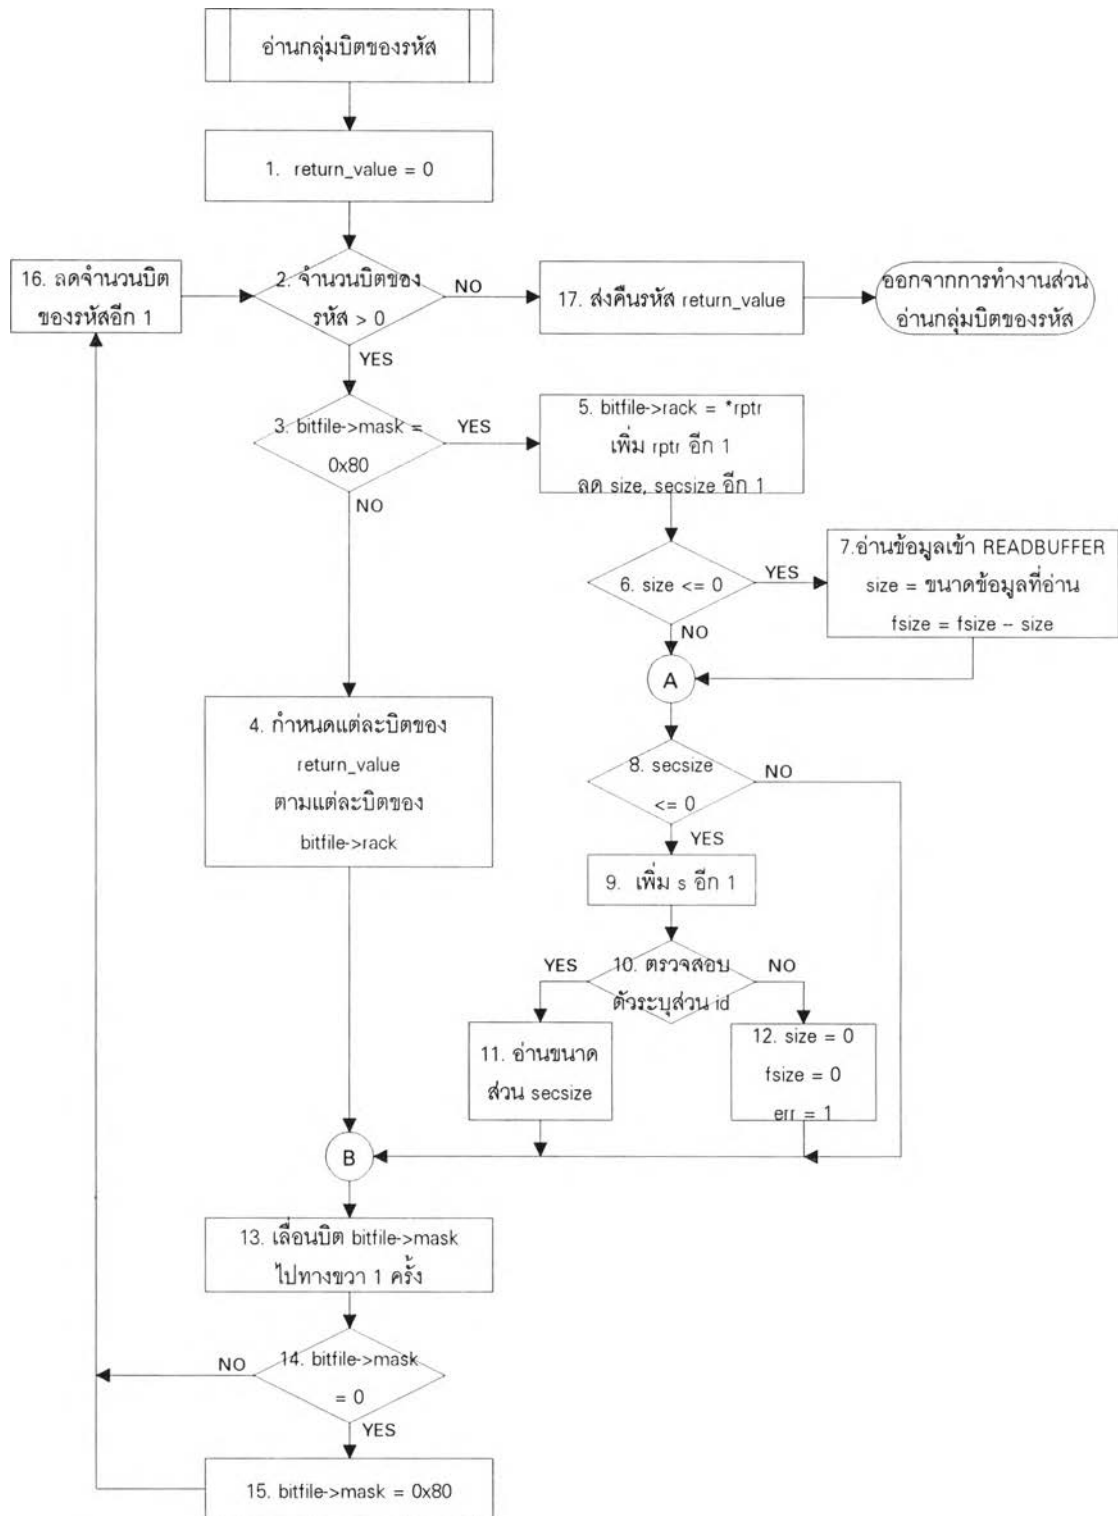 อ่านกลุ่มบิตของรหัส
1. return_value = 0
16. ลดจำนวนบิต
ของรหัสอีก 1
2. จำนวนบิตของ
รหัส > 0
NO
17. ส่งคืนรหัส return_value
ออกจากการทำงานส่วน
อ่านกลุ่มบิตของรหัส
YES
3. bitfile->mask =
0x80
YES
NO
5. bitfile->rack = *rptr
เพิ่ม rptr อีก 1
ลด size, secsize อีก 1
6. size <= 0
YES
NO
7.อ่านข้อมูลเข้า READBUFFER
size = ขนาดข้อมูลที่อ่าน
fsize = fsize – size
A
4. กำหนดแต่ละบิตของ
return_value
ตามแต่ละบิตของ
bitfile->rack
8. secsize
<= 0
NO
YES
9. เพิ่ม s อีก 1
YES
10. ตรวจสอบ
ตัวระบุส่วน id
NO
11. อ่านขนาด
ส่วน secsize
12. size = 0
fsize = 0
err = 1
B
13. เลื่อนบิต bitfile->mask
ไปทางขวา 1 ครั้ง
NO
14. bitfile->mask
= 0
YES
15. bitfile->mask = 0x80